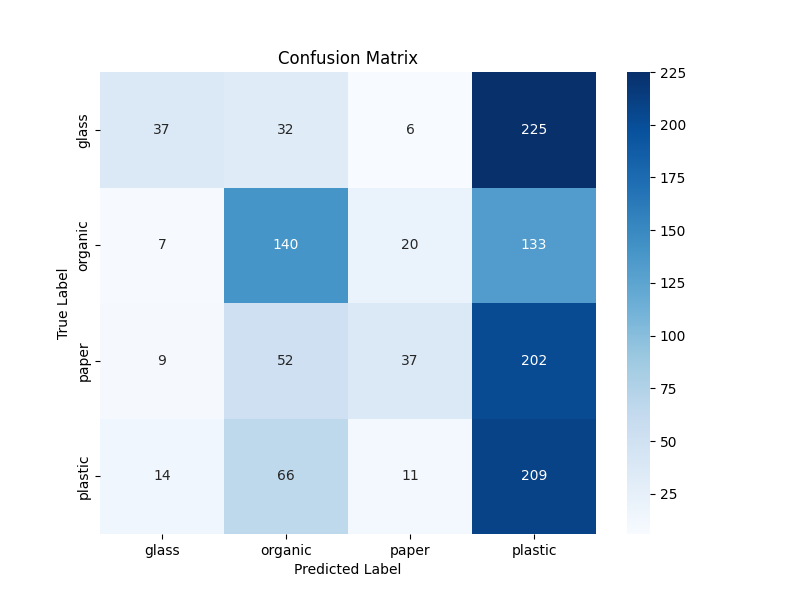 Confusion Matrix
True Label
glass 37 32 6 225
organic 7 140 20 133
paper 9 52 37 202
plastic 14 66 11 209
glass organic paper plastic
Predicted Label
225
200
175
150
125
100
75
50
25